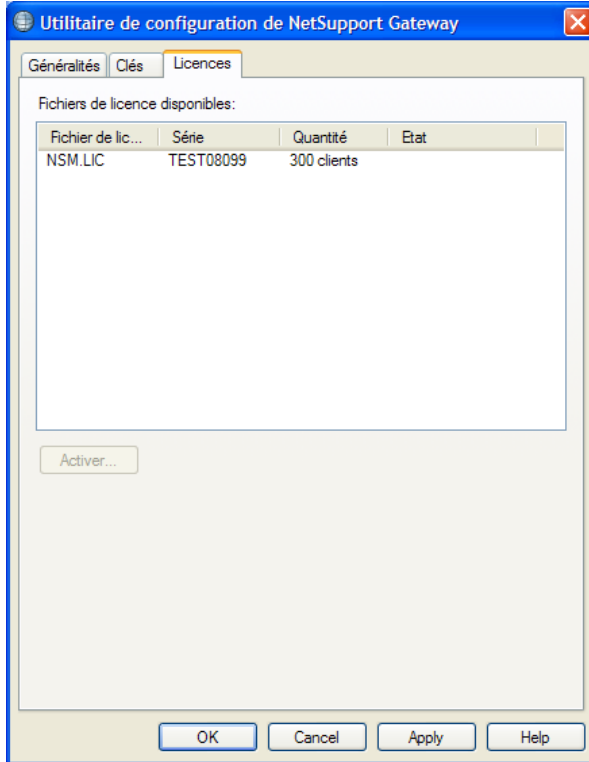 Utilitaire de configuration de NetSupport Gateway
Généralités Clés Licences
Fichiers de licence disponibles:
Fichier de lic... Série Quantité Etat
NSM.LIC TEST08099 300 clients
Activer...
OK Cancel Apply Help